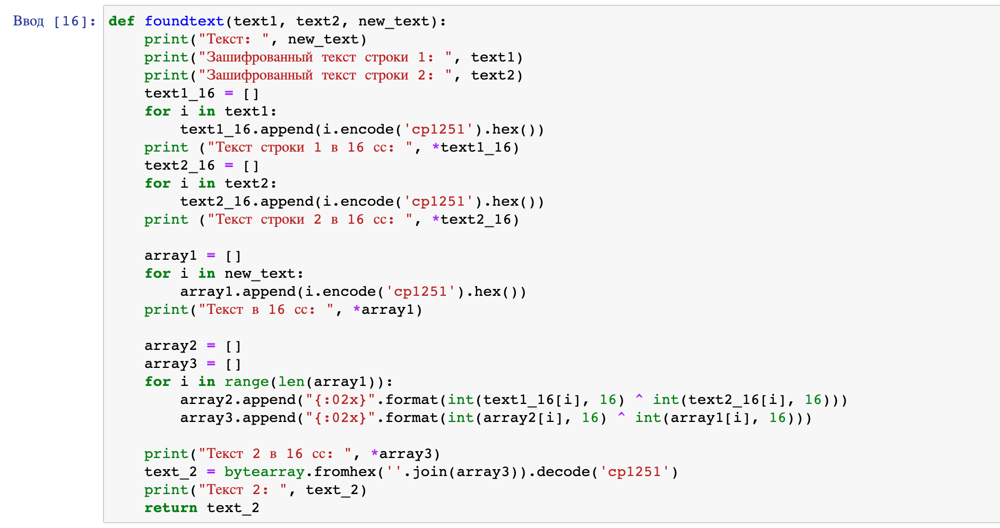 Ввод [16]: def foundtext(text1, text2, new_text):
    print("Текст: ", new_text)
    print("Зашифрованный текст строки 1: ", text1)
    print("Зашифрованный текст строки 2: ", text2)
    text1_16 = []
    for i in text1:
        text1_16.append(i.encode('cp1251').hex())
    print ("Текст строки 1 в 16 сс: ", *text1_16)
    text2_16 = []
    for i in text2:
        text2_16.append(i.encode('cp1251').hex())
    print ("Текст строки 2 в 16 сс: ", *text2_16)

    array1 = []
    for i in new_text:
        array1.append(i.encode('cp1251').hex())
    print("Текст в 16 сс: ", *array1)

    array2 = []
    array3 = []
    for i in range(len(array1)):
        array2.append("{:02x}".format(int(text1_16[i], 16) ^ int(text2_16[i], 16)))
        array3.append("{:02x}".format(int(array2[i], 16) ^ int(array1[i], 16)))

    print("Текст 2 в 16 сс: ", *array3)
    text_2 = bytearray.fromhex(''.join(array3)).decode('cp1251')
    print("Текст 2: ", text_2)
    return text_2